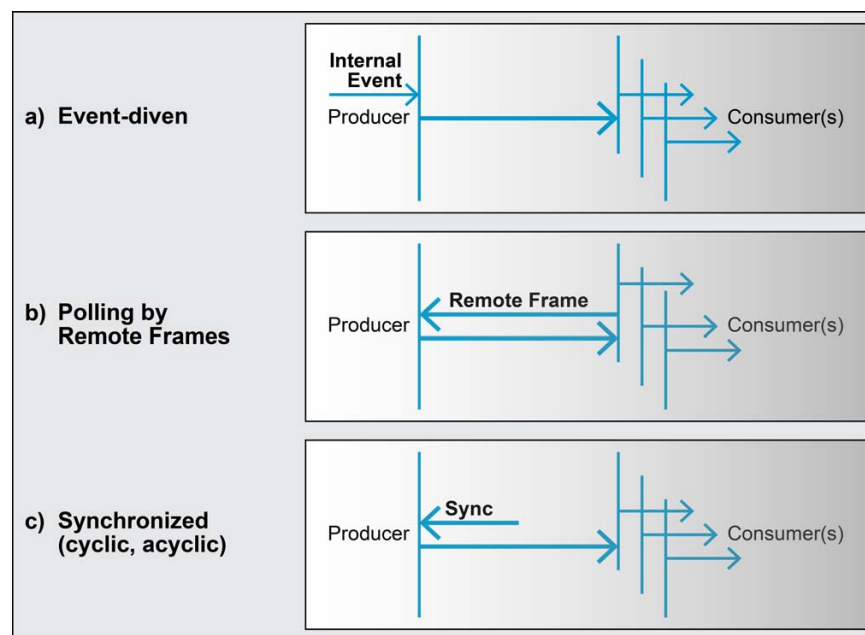 a) Event-diven
Internal
Event
Producer
Consumer(s)
b) Polling by
Remote Frames
Remote Frame
Producer
Consumer(s)
c) Synchronized
(cyclic, acyclic)
Sync
Producer
Consumer(s)